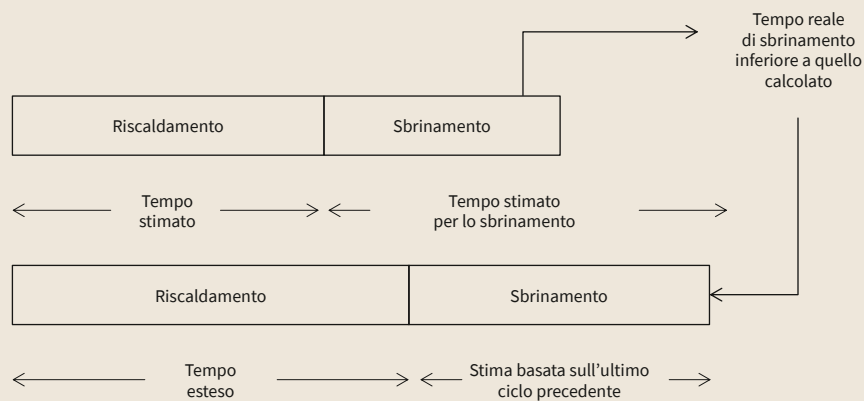 Tempo reale
di sbrinamento
inferiore a quello
calcolato
Riscaldamento
Sbrinamento
Tempo
stimato
Tempo stimato
per lo sbrinamento
Riscaldamento
Sbrinamento
Tempo
esteso
Stima basata sull’ultimo
ciclo precedente